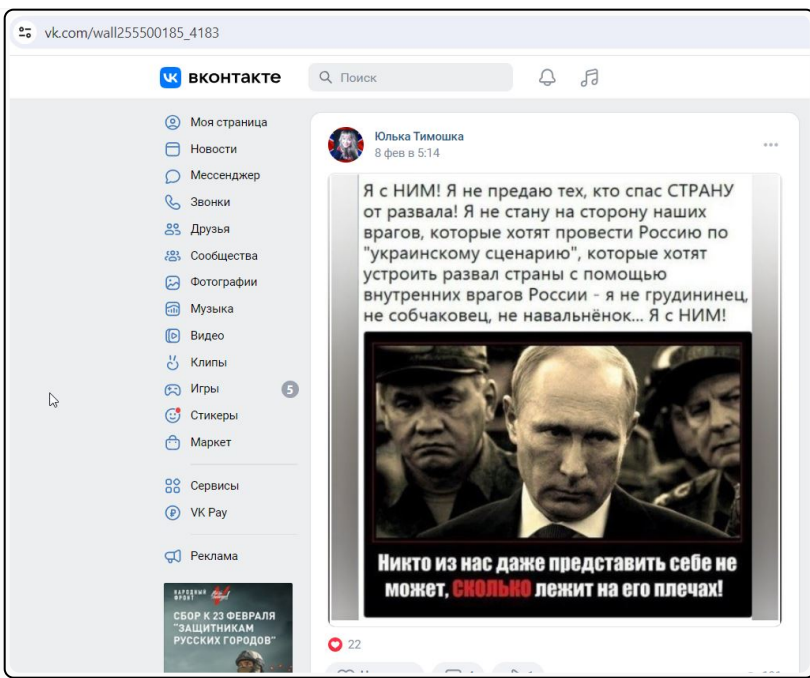 vk.com/wall255500185_4183
вконтакте
Поиск
Моя страница
Новости
Мессенджер
Звонки
Друзья
Сообщества
Фотографии
Музыка
Видео
Клипы
Игры
5
Стикеры
Маркет
Сервисы
VK Pay
Реклама
НАРОДНЫЙ
ФРОНТ
СБОР К 23 ФЕВРАЛЯ
"ЗАЩИТНИКАМ
РУССКИХ ГОРОДОВ"
Юлька Тимошка
8 фев в 5:14
Я с НИМ! Я не предаю тех, кто спас СТРАНУ
от развала! Я не стану на сторону наших
врагов, которые хотят провести Россию по
"украинскому сценарию", которые хотят
устроить развал страны с помощью
внутренних врагов России - я не грудининец,
не собчаковец, не навальнёнок... Я с НИМ!
Никто из нас даже представить себе не
может, СКОЛЬКО лежит на его плечах!
22